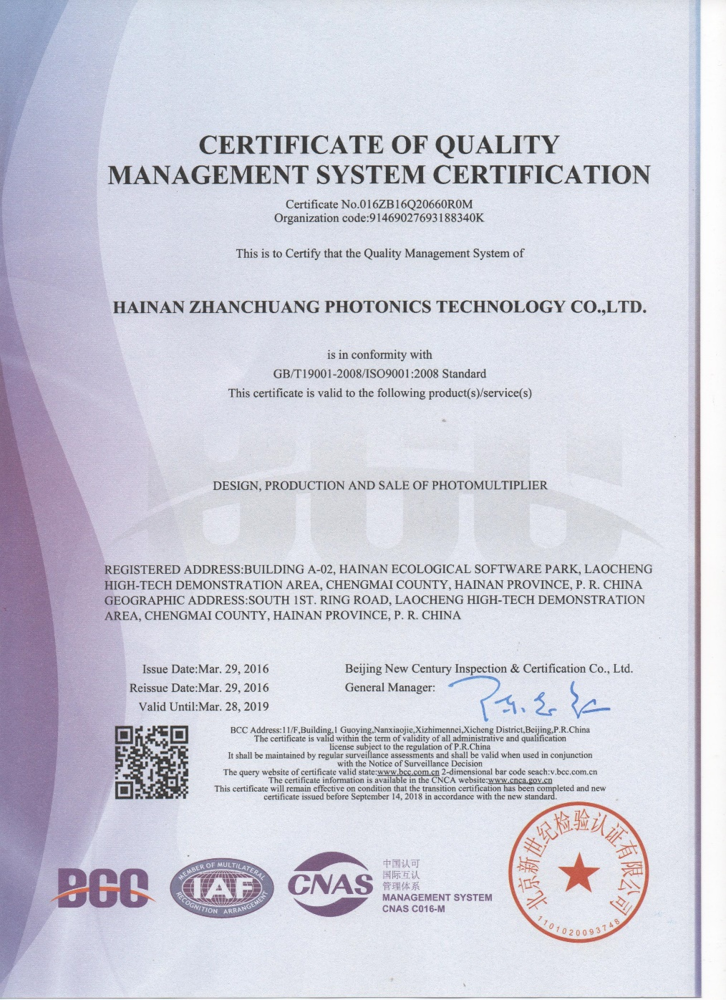 CERTIFICATE OF QUALITY
MANAGEMENT SYSTEM CERTIFICATION
Certificate No.016ZB16Q20660R0M
Organization code:91469027693188340K
This is to Certify that the Quality Management System of
HAINAN ZHANCHUANG PHOTONICS TECHNOLOGY CO.,LTD.
is in conformity with
GB/T19001-2008/ISO9001:2008 Standard
This certificate is valid to the following product(s)/service(s)
DESIGN, PRODUCTION AND SALE OF PHOTOMULTIPLIER
REGISTERED ADDRESS:BUILDING A-02, HAINAN ECOLOGICAL SOFTWARE PARK, LAOCHENG
HIGH-TECH DEMONSTRATION AREA, CHENGMAI COUNTY, HAINAN PROVINCE, P. R. CHINA
GEOGRAPHIC ADDRESS:SOUTH 1ST. RING ROAD, LAOCHENG HIGH-TECH DEMONSTRATION
AREA, CHENGMAI COUNTY, HAINAN PROVINCE, P. R. CHINA
Issue Date:Mar. 29, 2016
Reissue Date:Mar. 29, 2016
Valid Until:Mar. 28, 2019
Beijing New Century Inspection & Certification Co., Ltd.
General Manager:
BCC Address:11/F,Building,1 Guoying,Nanxiaojie,Xizhimennei,Xicheng District,Beijing,P.R.China
The certificate is valid within the term of validity of all administrative and qualification
license subject to the regulation of P.R.China
It shall be maintained by regular surveillance assessments and shall be valid when used in conjunction
with the Notice of Surveillance Decision
The query website of certificate valid state:www.bcc.com.cn 2-dimensional bar code seach:v.bcc.com.cn
The certificate information is available in the CNCA website:www.cnca.gov.cn
This certificate will remain effective on condition that the transition certification has been completed and new
certificate issued before September 14, 2018 in accordance with the new standard.
BCC
MEMBER OF MULTILATERAL
IAF
RECOGNITION ARRANGEMENT
CNAS
中国认可
国际互认
管理体系
MANAGEMENT SYSTEM
CNAS C016-M
北京新世纪检验认证有限公司
1101020093748